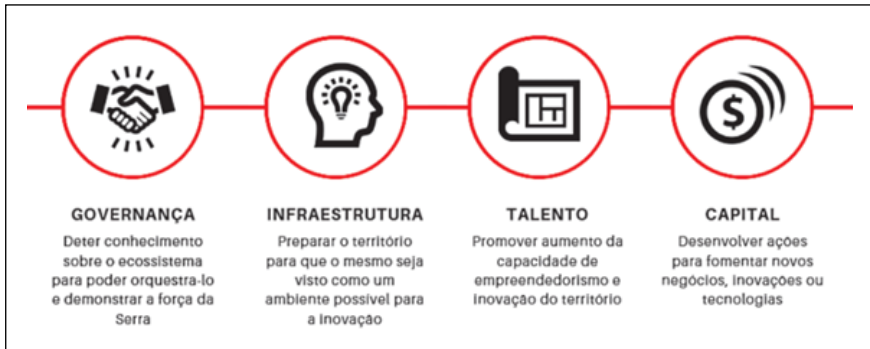 GOVERNANÇA
Deter conhecimento
sobre o ecossistema
para poder orquestra-lo
e demonstrar a força da
Serra
INFRAESTRUTURA
Preparar o território
para que o mesmo seja
visto como um
ambiente possível para
a inovação
TALENTO
Promover aumento da
capacidade de
empreendedorismo e
inovação do território
CAPITAL
Desenvolver ações
para fomentar novos
negócios, inovações ou
tecnologias
$